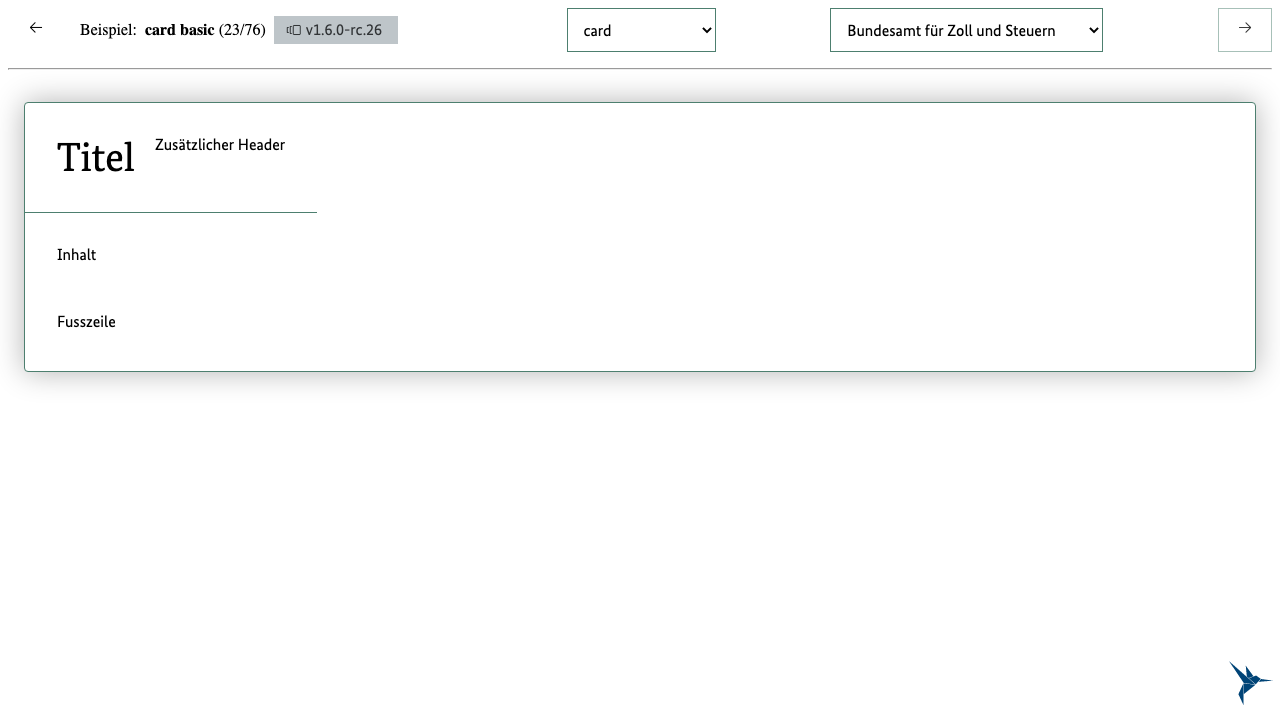 Beispiel: card basic (23/76) v1.6.0-rc.26 card Bundesamt für Zoll und Steuern
Titel Zusätzlicher Header
Inhalt
Fusszeile